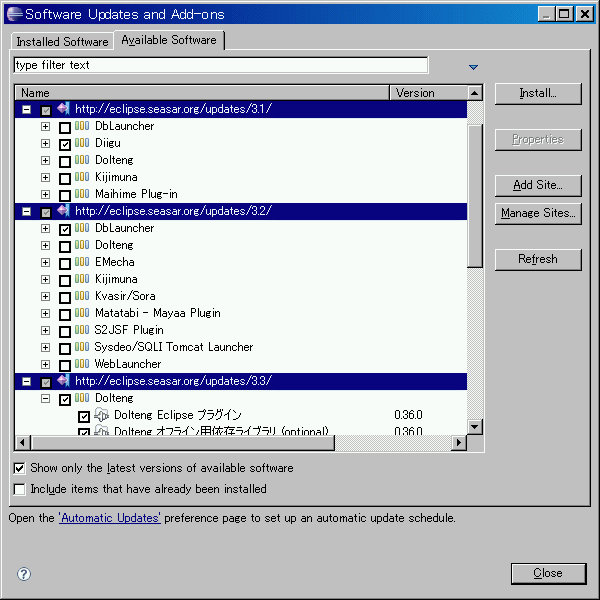 Software Updates and Add-ons
Installed Software Available Software
type filter text
Name Version
http://eclipse.seasar.org/updates/3.1/
DbLauncher
Diigu
Dolteng
Kijimuna
Maihime Plug-in
http://eclipse.seasar.org/updates/3.2/
DbLauncher
Dolteng
EMecha
Kijimuna
Kvasir/Sora
Matatabi - Mayaa Plugin
S2JSF Plugin
Sysdeo/SQLI Tomcat Launcher
WebLauncher
http://eclipse.seasar.org/updates/3.3/
Dolteng
Dolteng Eclipse プラグイン 0.36.0
Dolteng オフライン用依存ライブラリ (optional) 0.36.0
Install...
Properties
Add Site...
Manage Sites...
Refresh
Show only the latest versions of available software
Include items that have already been installed
Open the 'Automatic Updates' preference page to set up an automatic update schedule.
?
Close